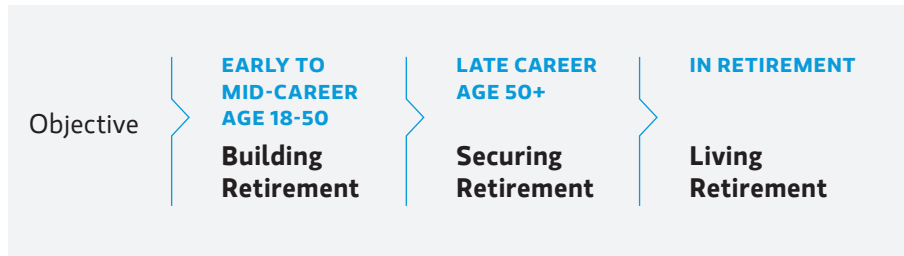 Objective
EARLY TO
MID-CAREER
AGE 18-50
Building
Retirement
LATE CAREER
AGE 50+
Securing
Retirement
IN RETIREMENT
Living
Retirement